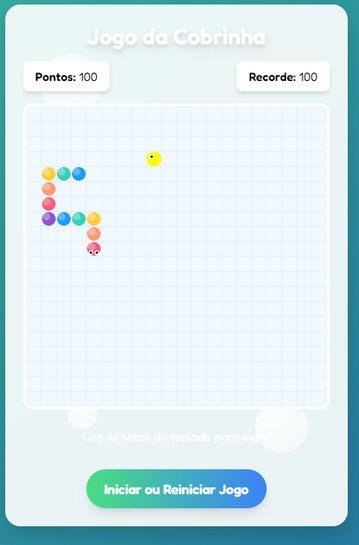 Jogo da Cobrinha
Pontos: 100
Recorde: 100
Use as setas do teclado para jogar
Iniciar ou Reiniciar Jogo